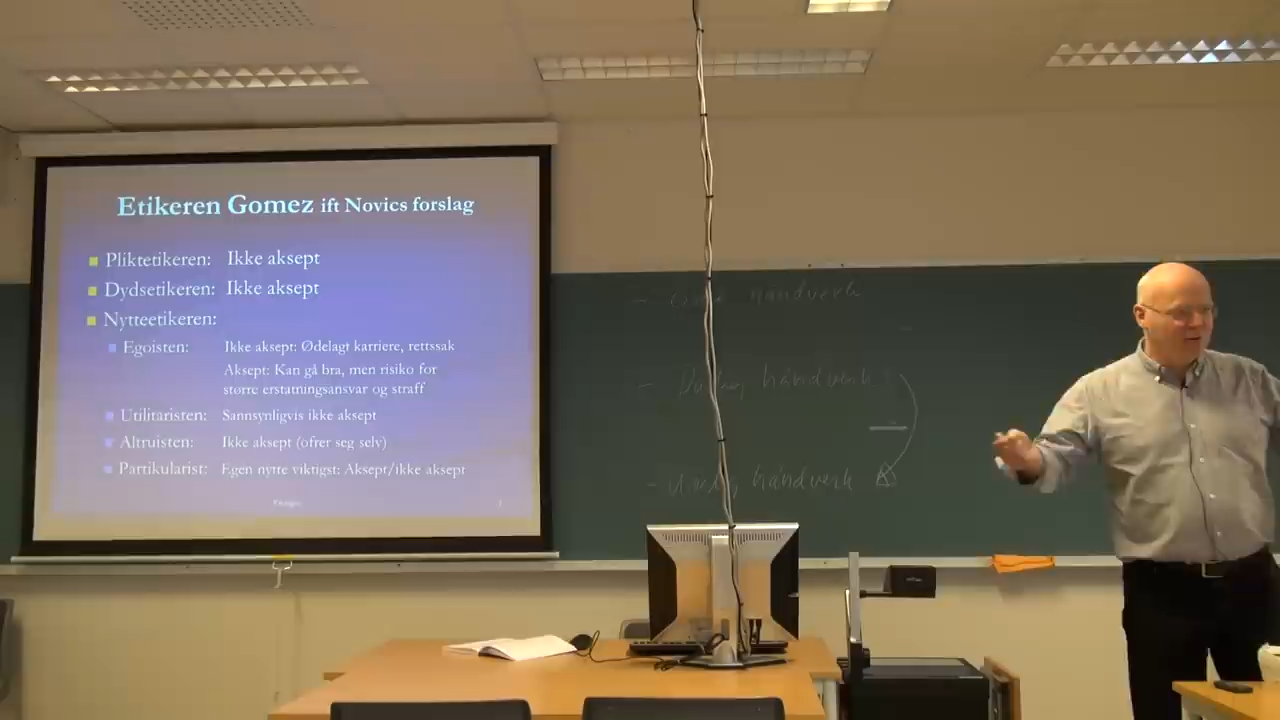 Etikeren Gomez ift Novics forslag
Pliktetikeren: Ikke aksept
Dydsetikeren: Ikke aksept
Nytteetikeren:
Egoisten: Ikke aksept: Ødelagt karriere, rettssak
Aksept: Kan gå bra, men risiko for
større erstatningsansvar og straff
Utilitaristen: Sannsynligvis ikke aksept
Altruisten: Ikke aksept (ofrer seg selv)
Partikularist: Egen nytte viktigst: Aksept/ikke aksept
- håndverk
- håndverk
- håndverk